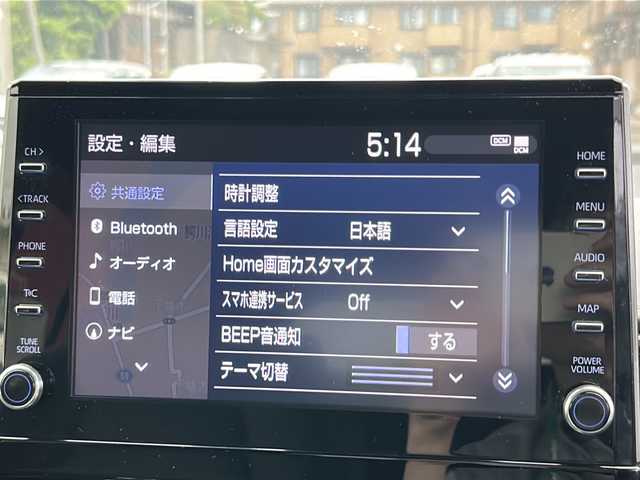 設定・編集
5:14
DCM
DCM
共通設定
Bluetooth
オーディオ
電話
ナビ
時計調整
言語設定 日本語
Home画面カスタマイズ
スマホ連携サービス Off
BEEP音通知 する
テーマ切替
CH >
< TRACK
PHONE
T C
TUNE
SCROLL
HOME
MENU
AUDIO
MAP
POWER
VOLUME